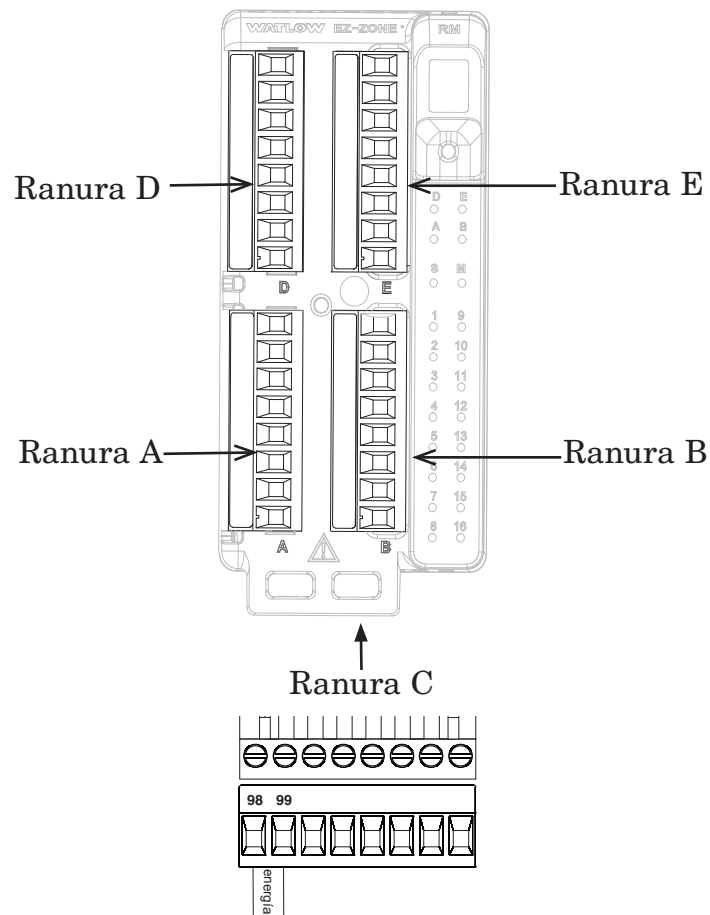 WATLOW EZ-ZONE® RM
Ranura D
Ranura E
D E
A B
S M
D E
1 9
2 10
3 11
4 12
5 13
6 14
7 15
8 16
Ranura A
Ranura B
A B
Ranura C
98 99
energía